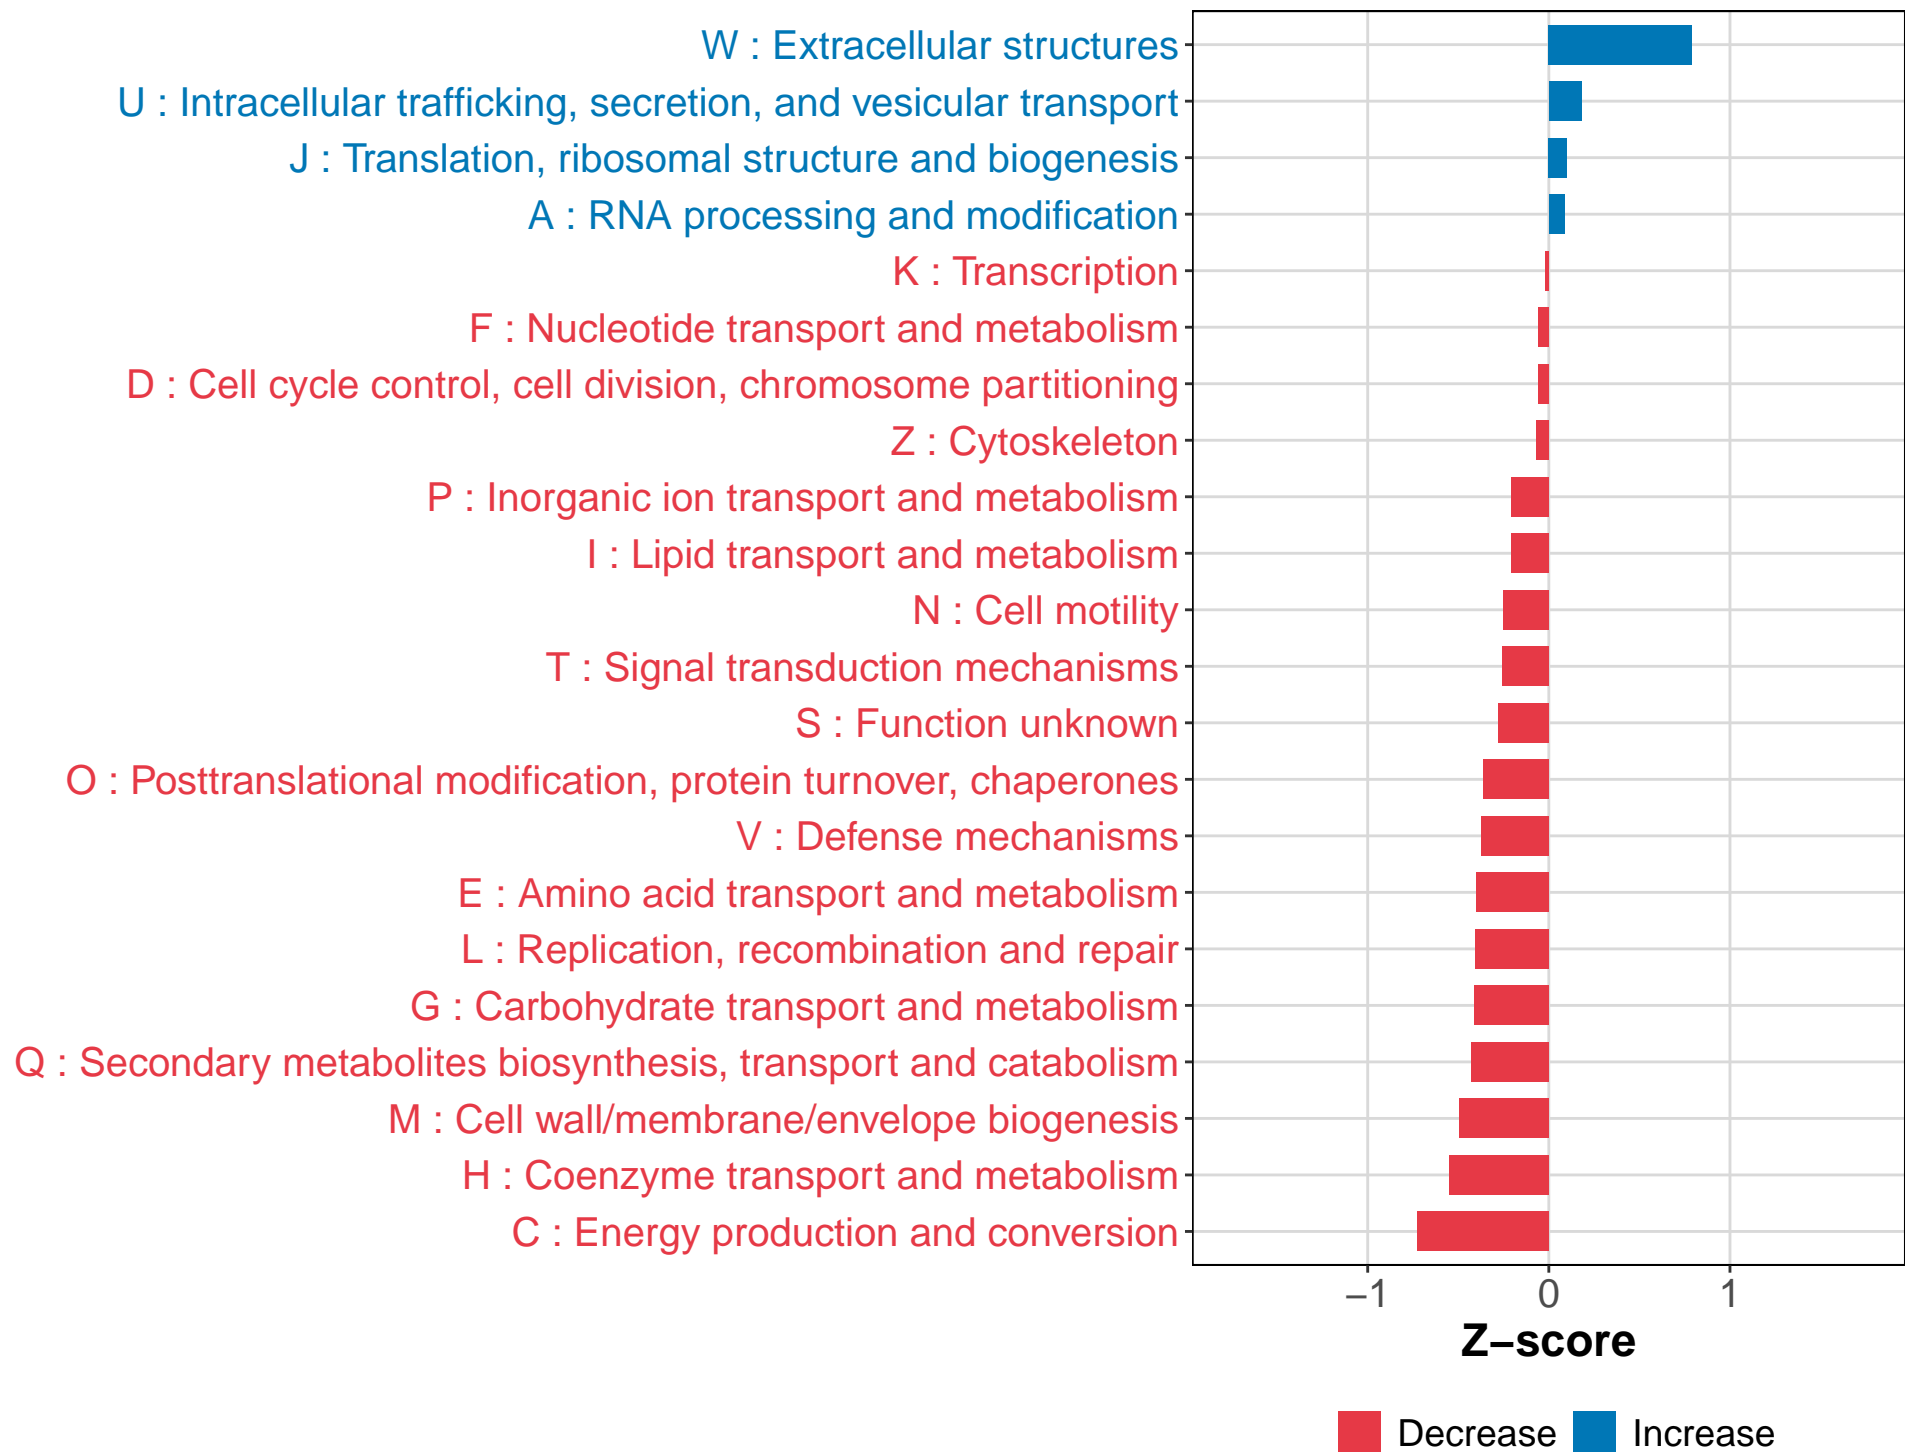 W : Extracellular structures
U : Intracellular trafficking, secretion, and vesicular transport
J : Translation, ribosomal structure and biogenesis
A : RNA processing and modification
K : Transcription
F : Nucleotide transport and metabolism
D : Cell cycle control, cell division, chromosome partitioning
Z : Cytoskeleton
P : Inorganic ion transport and metabolism
I : Lipid transport and metabolism
N : Cell motility
T : Signal transduction mechanisms
S : Function unknown
O : Posttranslational modification, protein turnover, chaperones
V : Defense mechanisms
E : Amino acid transport and metabolism
L : Replication, recombination and repair
G : Carbohydrate transport and metabolism
Q : Secondary metabolites biosynthesis, transport and catabolism
M : Cell wall/membrane/envelope biogenesis
H : Coenzyme transport and metabolism
C : Energy production and conversion
−1 0 1
Z−score
Decrease Increase